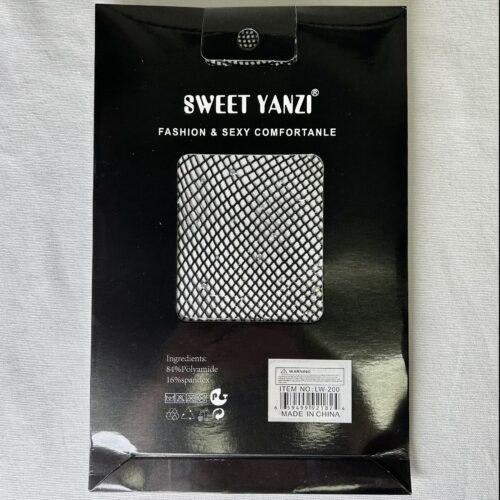 SWEET YANZI®
FASHION & SEXY COMFORTANLE
Ingredients:
84%Polyamide
16%spandex
WARNING
ITEM NO:LW-200
MADE IN CHINA